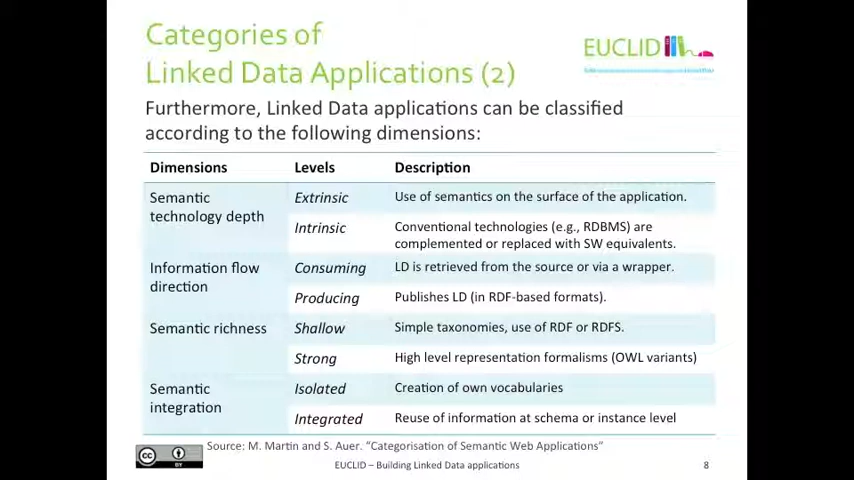 Categories of
Linked Data Applications (2)
EUCLID
Furthermore, Linked Data applications can be classified
according to the following dimensions:
Dimensions Levels Description
Semantic technology depth Extrinsic Use of semantics on the surface of the application.
Intrinsic Conventional technologies (e.g., RDBMS) are
complemented or replaced with SW equivalents.
Information flow direction Consuming LD is retrieved from the source or via a wrapper.
Producing Publishes LD (in RDF-based formats).
Semantic richness Shallow Simple taxonomies, use of RDF or RDFS.
Strong High level representation formalisms (OWL variants)
Semantic integration Isolated Creation of own vocabularies
Integrated Reuse of information at schema or instance level
Source: M. Martin and S. Auer. “Categorisation of Semantic Web Applications”
cc BY
EUCLID – Building Linked Data applications
8